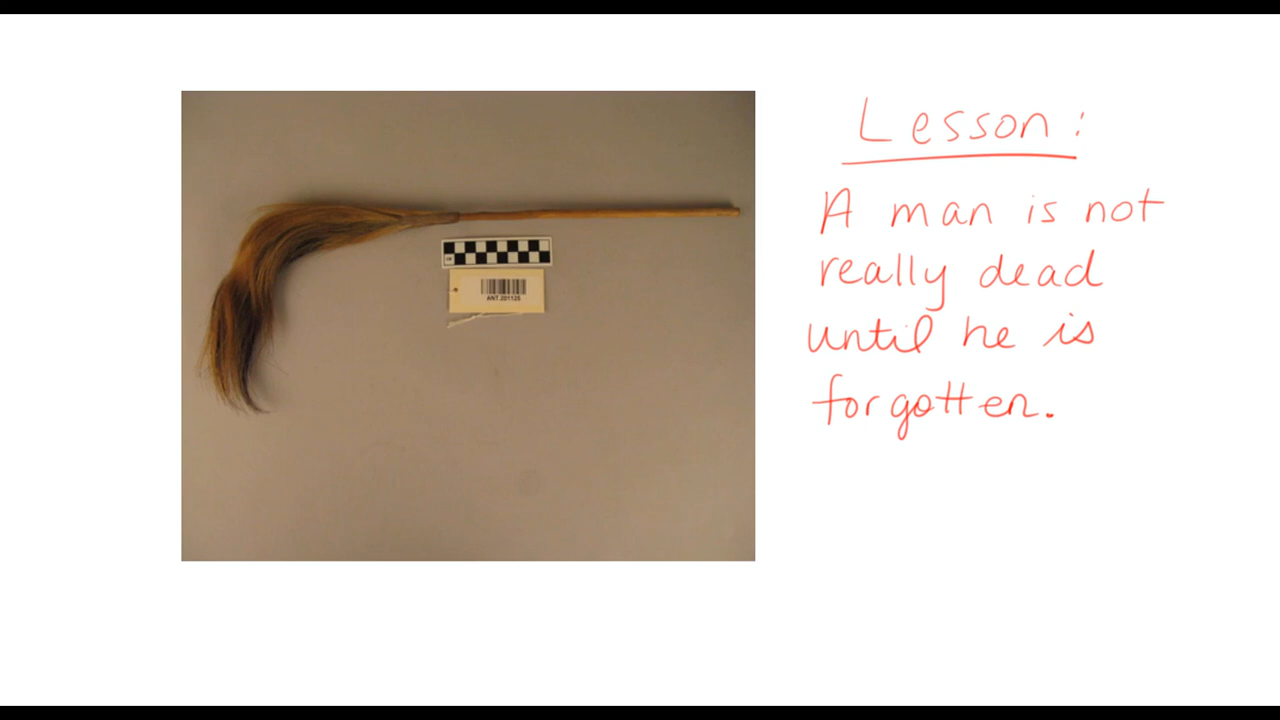 Lesson:
A man is not
really dead
until he is
forgotten.
ANT.201125